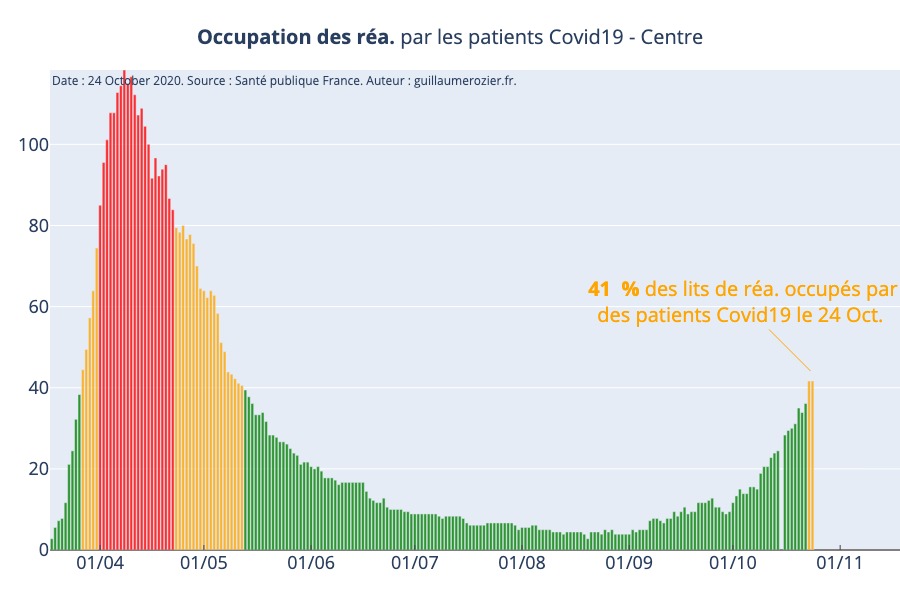 Occupation des réa. par les patients Covid19 - Centre
Date : 24 October 2020. Source : Santé publique France. Auteur : guillaumerozier.fr.
100
80
60
40
20
0
41 % des lits de réa. occupés par
des patients Covid19 le 24 Oct.
01/04 01/05 01/06 01/07 01/08 01/09 01/10 01/11